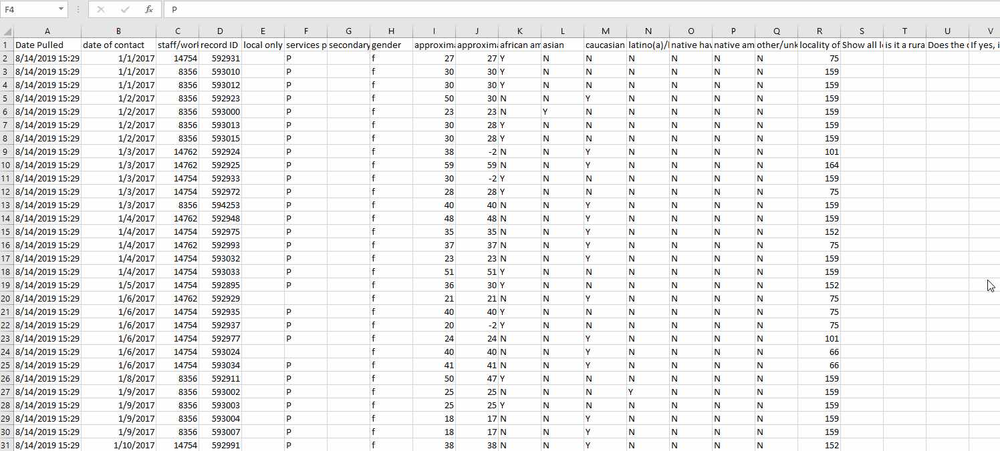 F4 fx P
A B C D E F G H I J K L M N O P Q R S T U V
1 Date Pulled date of contact staff/work record ID local only services p secondary gender approxima approxima african am asian caucasian latino(a)/ native hav native am other/unk locality of Show all lo is it a rura Does the c If yes, i
2 8/14/2019 15:29 1/1/2017 14754 592931 P f 27 27 Y N N N N N N 75
3 8/14/2019 15:29 1/1/2017 8356 593010 P f 30 30 Y N N N N N N 159
4 8/14/2019 15:29 1/1/2017 8356 593012 P f 30 30 Y N N N N N N 159
5 8/14/2019 15:29 1/2/2017 8356 592923 P f 50 30 N N Y N N N N 159
6 8/14/2019 15:29 1/2/2017 8356 593000 P f 23 23 N Y N N N N N 159
7 8/14/2019 15:29 1/2/2017 8356 593013 P f 30 28 Y N N N N N N 159
8 8/14/2019 15:29 1/2/2017 8356 593015 P f 30 28 Y N N N N N N 159
9 8/14/2019 15:29 1/3/2017 14762 592924 P f 38 -2 N N Y N N N N 101
10 8/14/2019 15:29 1/3/2017 14762 592925 P f 59 59 N N Y N N N N 164
11 8/14/2019 15:29 1/3/2017 14754 592933 P f 30 -2 Y N N N N N N 159
12 8/14/2019 15:29 1/3/2017 14754 592972 P f 28 28 Y N N N N N N 75
13 8/14/2019 15:29 1/3/2017 8356 594253 P f 40 40 N N Y N N N N 159
14 8/14/2019 15:29 1/4/2017 14762 592948 P f 48 48 N N Y N N N N 159
15 8/14/2019 15:29 1/4/2017 14754 592975 P f 35 35 N N Y N N N N 152
16 8/14/2019 15:29 1/4/2017 14762 592993 P f 37 37 N N Y N N N N 75
17 8/14/2019 15:29 1/4/2017 14754 593032 P f 23 23 N N Y N N N N 159
18 8/14/2019 15:29 1/4/2017 14754 593033 P f 51 51 Y N N N N N N 159
19 8/14/2019 15:29 1/5/2017 14754 592895 P f 36 30 Y N N N N N N 152
20 8/14/2019 15:29 1/6/2017 14762 592929 f 21 21 N N Y N N N N 75
21 8/14/2019 15:29 1/6/2017 14754 592935 P f 40 40 Y N N N N N N 75
22 8/14/2019 15:29 1/6/2017 14754 592937 P f 20 -2 Y N N N N N N 75
23 8/14/2019 15:29 1/6/2017 14754 592977 P f 24 24 N N Y N N N N 101
24 8/14/2019 15:29 1/6/2017 14754 593024 f 40 40 N N Y N N N N 66
25 8/14/2019 15:29 1/6/2017 14754 593034 P f 41 41 N N Y N N N N 66
26 8/14/2019 15:29 1/8/2017 8356 592911 P f 50 47 Y N N N N N N 159
27 8/14/2019 15:29 1/9/2017 8356 593002 P f 25 25 N N N Y N N N 159
28 8/14/2019 15:29 1/9/2017 8356 593003 P f 25 25 Y N N N N N N 159
29 8/14/2019 15:29 1/9/2017 8356 593004 P f 18 17 N N Y N N N N 159
30 8/14/2019 15:29 1/9/2017 8356 593007 P f 18 17 N N Y N N N N 159
31 8/14/2019 15:29 1/10/2017 14754 592991 P f 38 38 N N Y N N N N 152